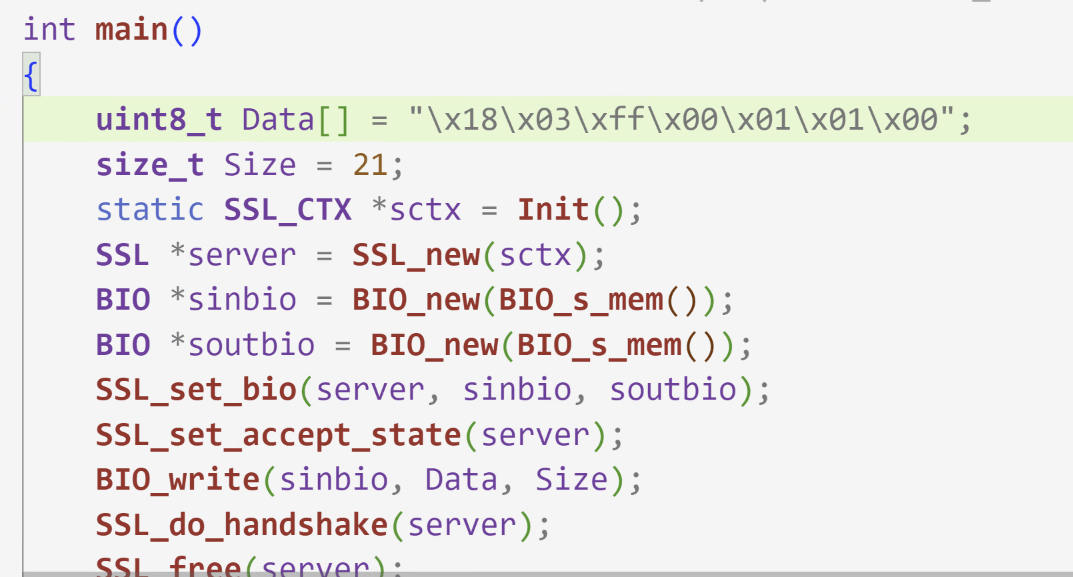 int main()
{
    uint8_t Data[] = "\x18\x03\xff\x00\x01\x01\x00";
    size_t Size = 21;
    static SSL_CTX *sctx = Init();
    SSL *server = SSL_new(sctx);
    BIO *sinbio = BIO_new(BIO_s_mem());
    BIO *soutbio = BIO_new(BIO_s_mem());
    SSL_set_bio(server, sinbio, soutbio);
    SSL_set_accept_state(server);
    BIO_write(sinbio, Data, Size);
    SSL_do_handshake(server);
    SSL_free(server);